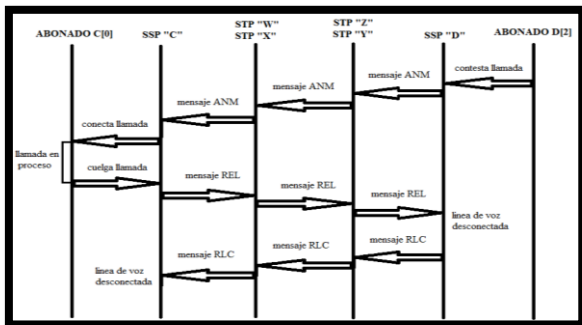 STP "W" STP "Z"
ABONADO C[0] SSP "C" STP "X" STP "Y" SSP "D" ABONADO D[2]
contesta llamada
mensaje ANM
mensaje ANM
mensaje ANM
conecta llamada
llamada en
proceso
cuelga llamada
mensaje REL
mensaje REL
mensaje REL
linea de voz
desconectada
mensaje RLC
mensaje RLC
mensaje RLC
linea de voz
desconectada